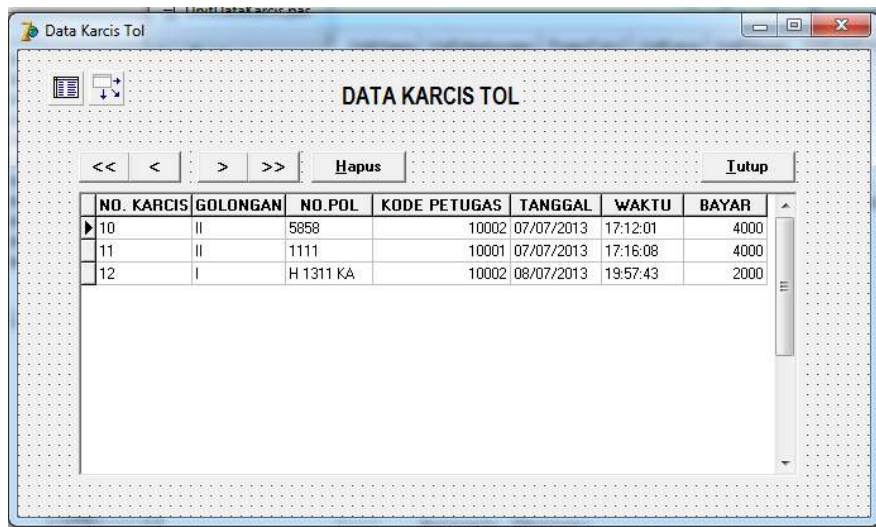 UnitDataKarcis.pas
Data Karcis Tol
DATA KARCIS TOL
<< < > >> Hapus Tutup
NO. KARCIS GOLONGAN NO.POL KODE PETUGAS TANGGAL WAKTU BAYAR
10 II 5858 10002 07/07/2013 17:12:01 4000
11 II 1111 10001 07/07/2013 17:16:08 4000
12 I H 1311 KA 10002 08/07/2013 19:57:43 2000